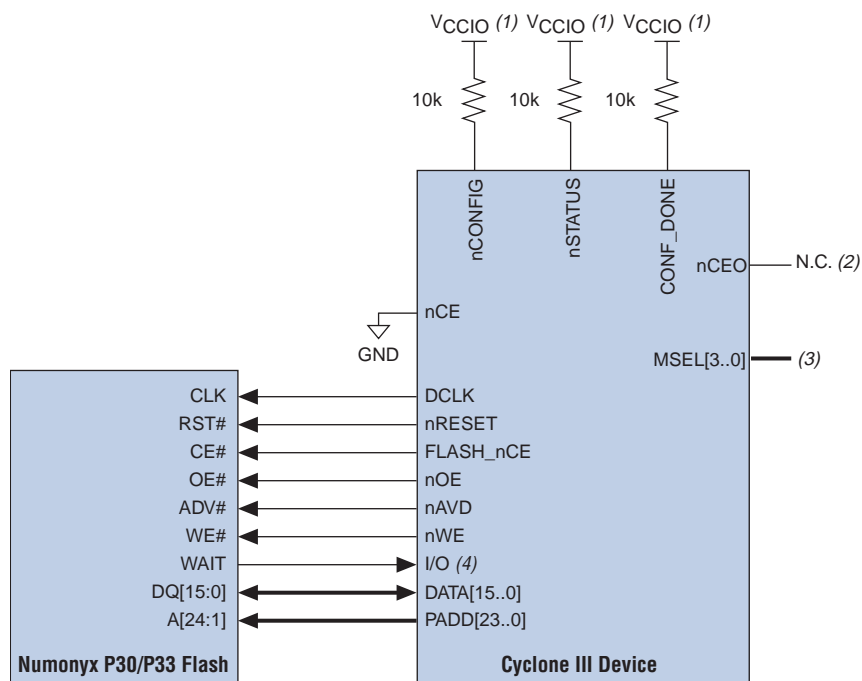 VCCIO (1) VCCIO (1) VCCIO (1)
10k 10k 10k
nCONFIG
nSTATUS
CONF_DONE
nCEO N.C. (2)
nCE
GND
MSEL[3..0] (3)
CLK DCLK
RST# nRESET
CE# FLASH_nCE
OE# nOE
ADV# nAVD
WE# nWE
WAIT I/O (4)
DQ[15:0] DATA[15..0]
A[24:1] PADD[23..0]
Numonyx P30/P33 Flash Cyclone III Device